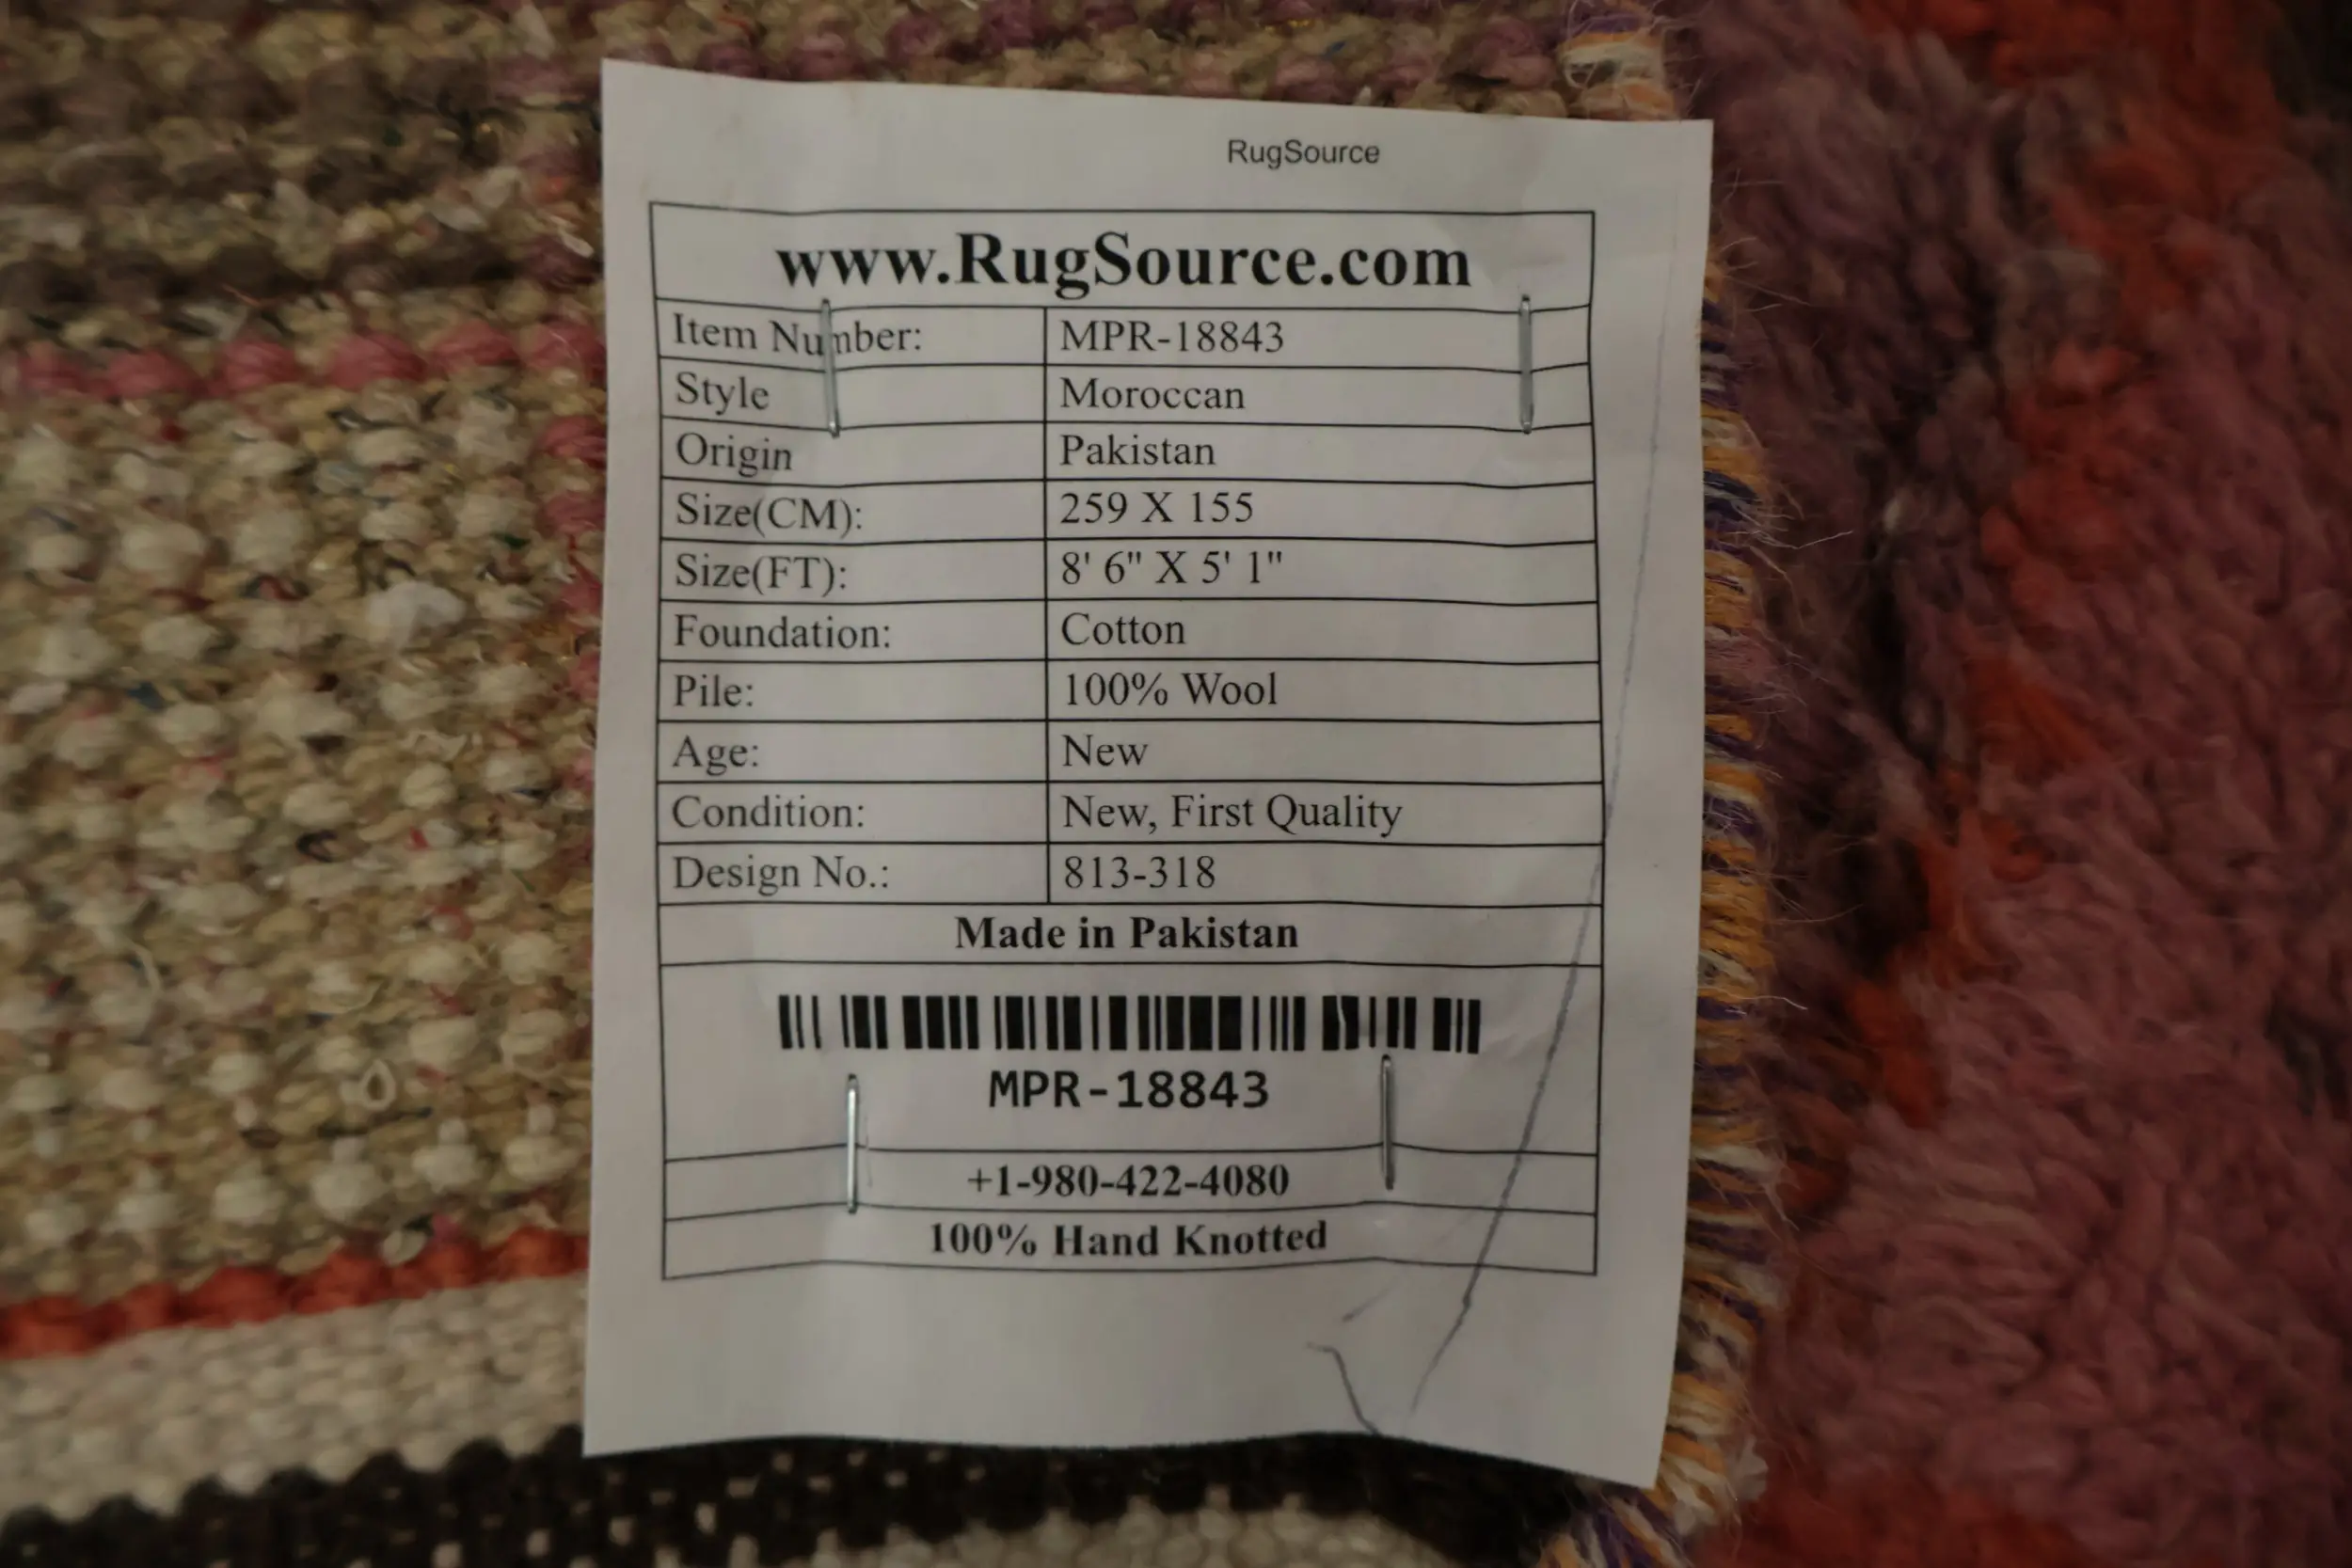 RugSource
www.RugSource.com
Item Number: MPR-18843
Style Moroccan
Origin Pakistan
Size(CM): 259 X 155
Size(FT): 8' 6" X 5' 1"
Foundation: Cotton
Pile: 100% Wool
Age: New
Condition: New, First Quality
Design No.: 813-318
Made in Pakistan
MPR-18843
+1-980-422-4080
100% Hand Knotted